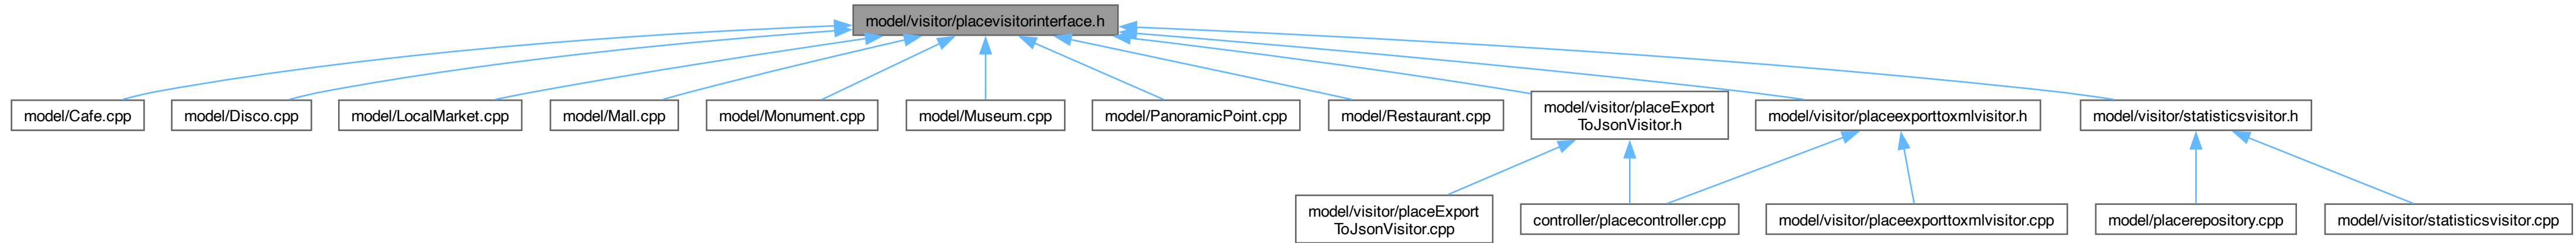 model/visitor/placevisitorinterface.h
model/Cafe.cpp
model/Disco.cpp
model/LocalMarket.cpp
model/Mall.cpp
model/Monument.cpp
model/Museum.cpp
model/PanoramicPoint.cpp
model/Restaurant.cpp
model/visitor/placeExport
ToJsonVisitor.h
model/visitor/placeexporttoxmlvisitor.h
model/visitor/statisticsvisitor.h
model/visitor/placeExport
ToJsonVisitor.cpp
controller/placecontroller.cpp
model/visitor/placeexporttoxmlvisitor.cpp
model/placerepository.cpp
model/visitor/statisticsvisitor.cpp